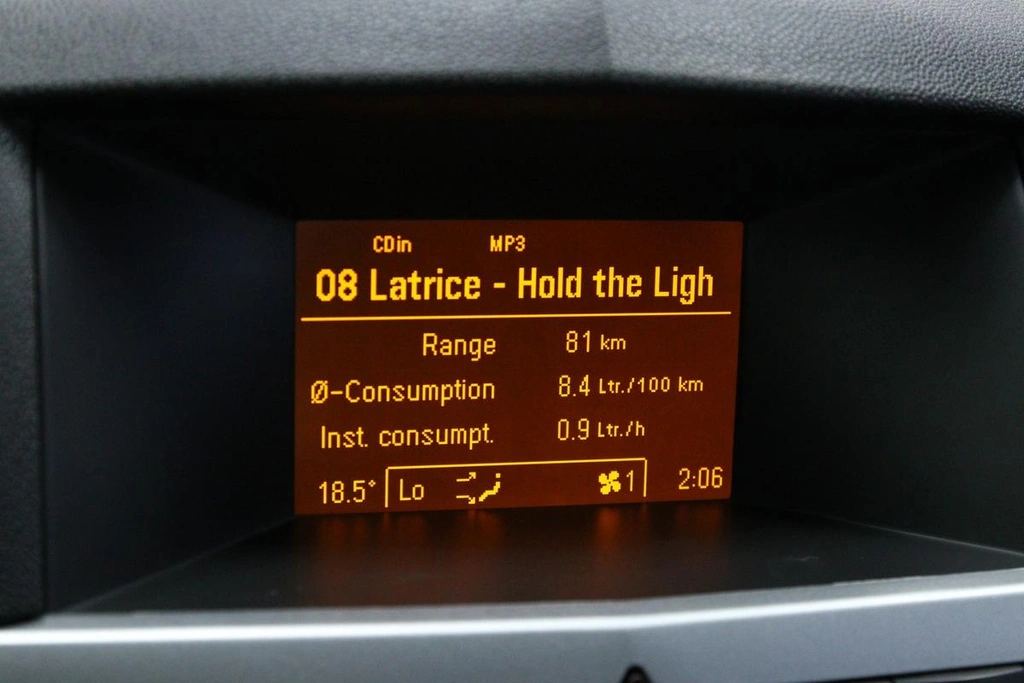 CDin MP3
08 Latrice - Hold the Ligh
Range 81 km
Ø-Consumption 8.4 Ltr./100 km
Inst. consumpt. 0.9 Ltr./h
18.5° Lo 1 2:06